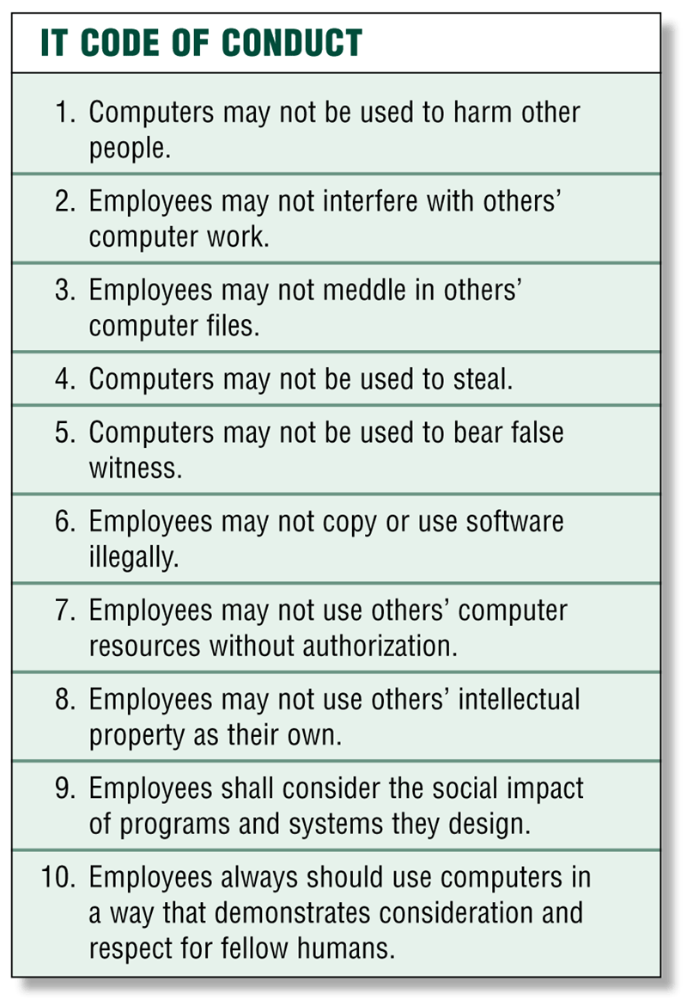 IT CODE OF CONDUCT
1. Computers may not be used to harm other
people.
2. Employees may not interfere with others’
computer work.
3. Employees may not meddle in others’
computer files.
4. Computers may not be used to steal.
5. Computers may not be used to bear false
witness.
6. Employees may not copy or use software
illegally.
7. Employees may not use others’ computer
resources without authorization.
8. Employees may not use others’ intellectual
property as their own.
9. Employees shall consider the social impact
of programs and systems they design.
10. Employees always should use computers in
a way that demonstrates consideration and
respect for fellow humans.